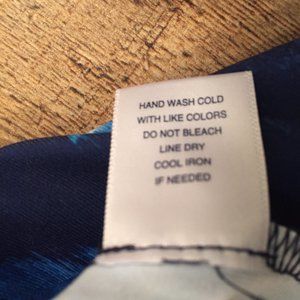 HAND WASH COLD
WITH LIKE COLORS
DO NOT BLEACH
LINE DRY
COOL IRON
IF NEEDED